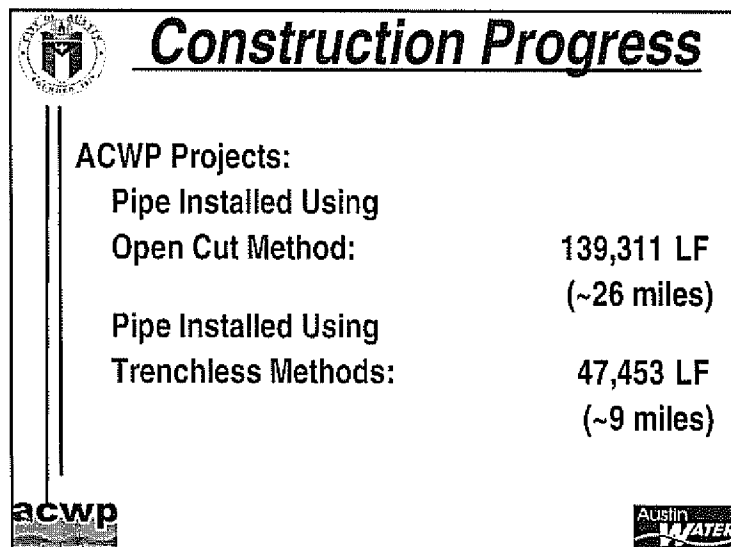 Construction Progress
ACWP Projects:
Pipe Installed Using
Open Cut Method: 139,311 LF
(~26 miles)
Pipe Installed Using
Trenchless Methods: 47,453 LF
(~9 miles)
acwp
Austin
WATER